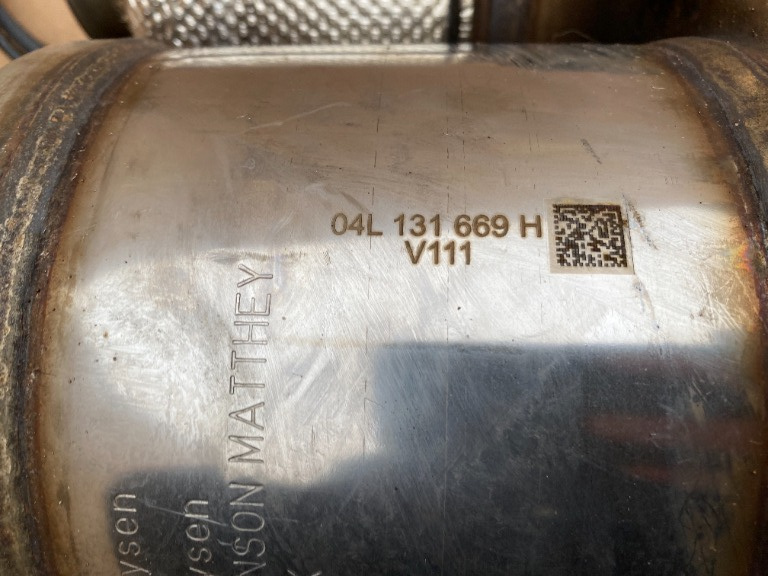 04L 131 669 H
V111
ysen
ysen
NSON MATTHEY